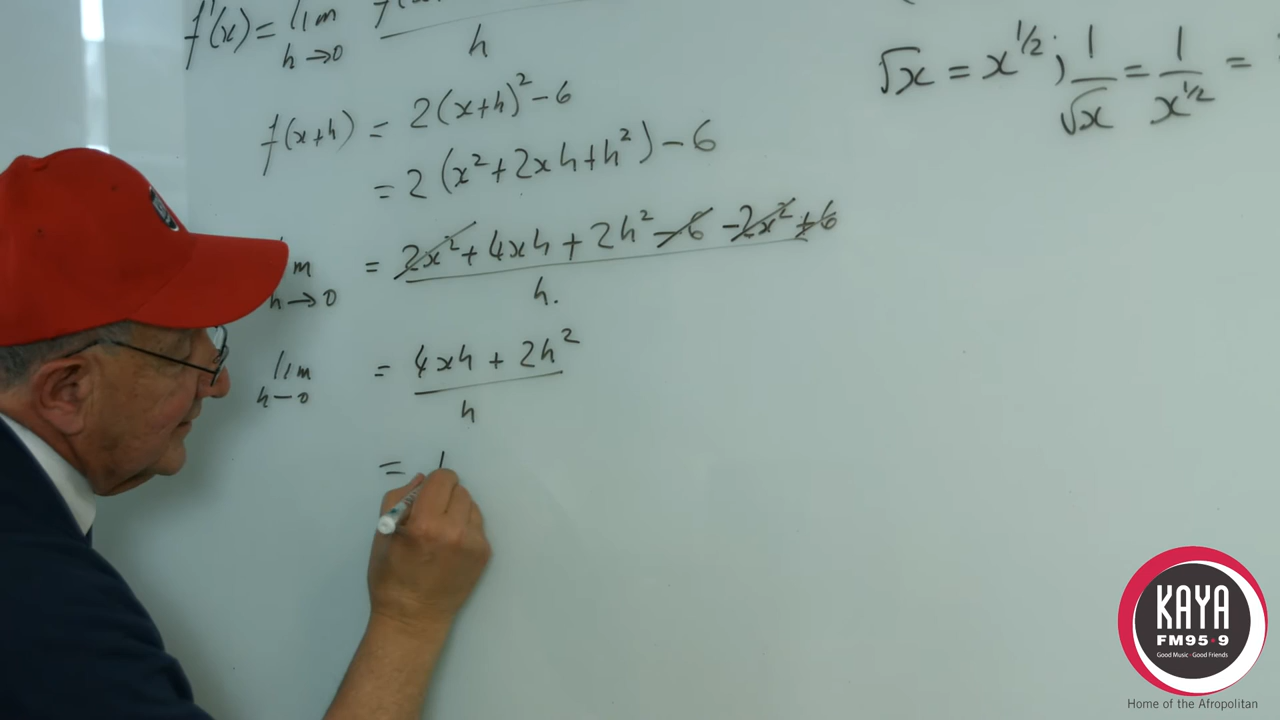 f'(x) = lim h→0 / h
√x = x^1/2 ; 1/√x = 1/x^1/2 =
f(x+h) = 2(x+h)² - 6
= 2(x² + 2xh + h²) - 6
m h→0 = 2x² + 4xh + 2h² - 6 - 2x² + 6 / h.
lim h-0 = 4xh + 2h² / h
=
KAYA
FM95•9
Good Music • Good Friends
Home of the Afropolitan